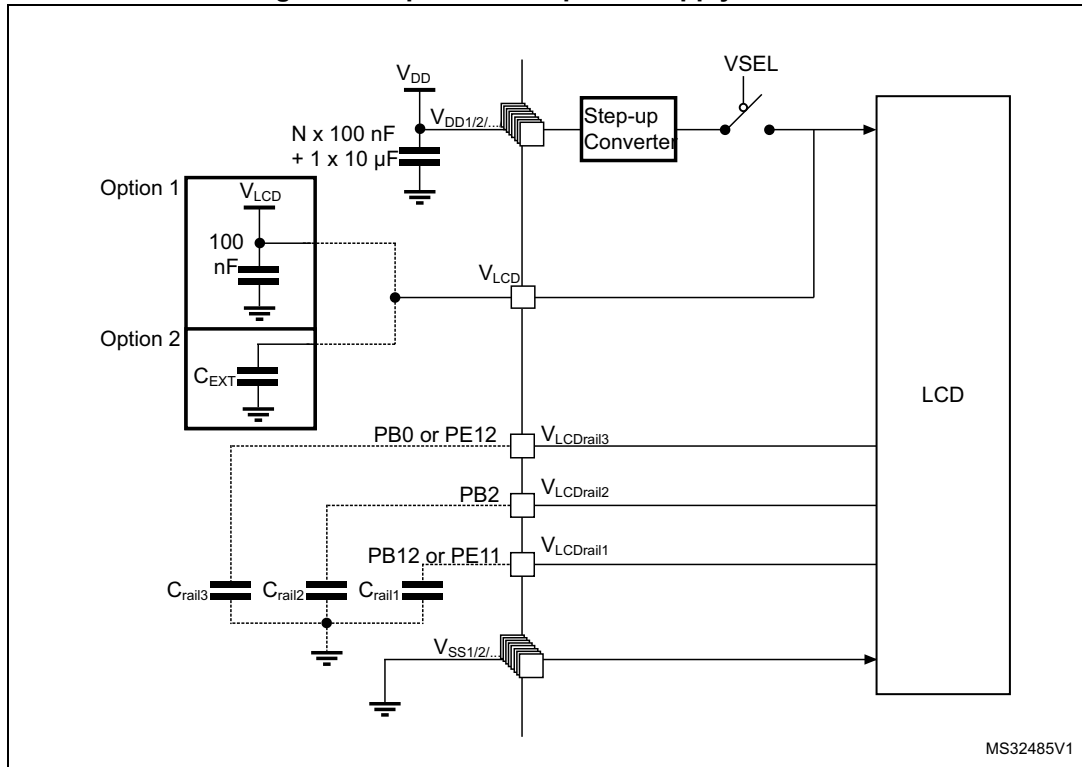 VSEL
VDD
VDD1/2/...
Step-up
Converter
N x 100 nF
+ 1 x 10 µF
Option 1
VLCD
100
nF
VLCD
Option 2
CEXT
LCD
PB0 or PE12
VLCDrail3
PB2
VLCDrail2
PB12 or PE11
VLCDrail1
Crail3
Crail2
Crail1
VSS1/2/...
MS32485V1